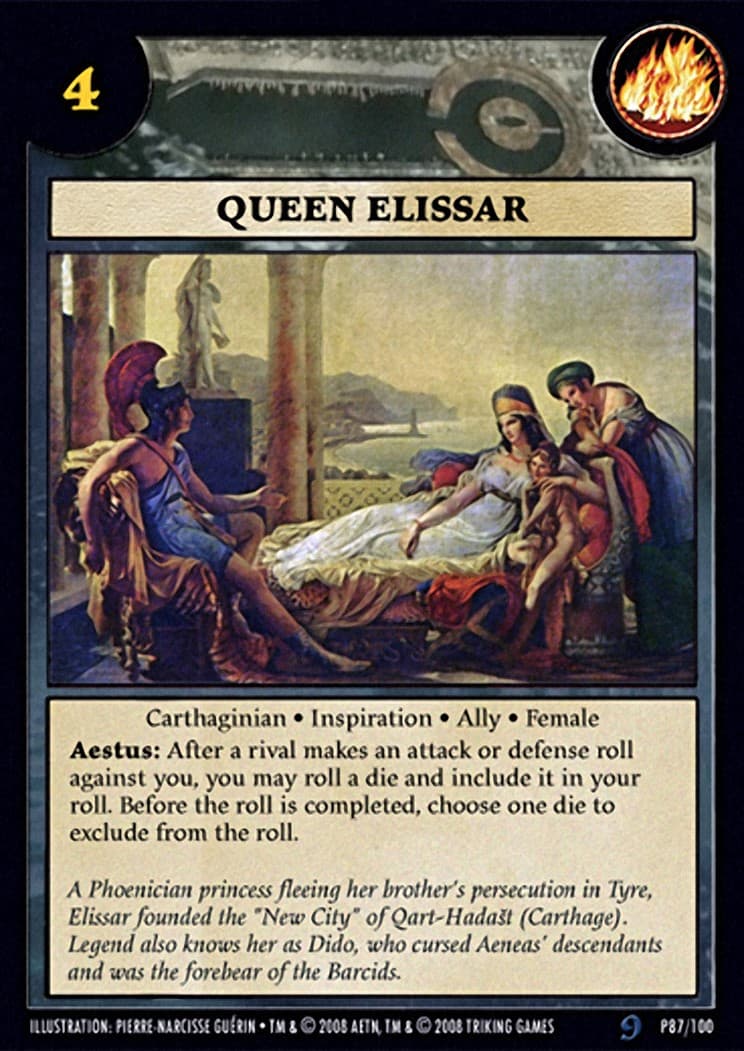 4
QUEEN ELISSAR
Carthaginian • Inspiration • Ally • Female
Aestus: After a rival makes an attack or defense roll
against you, you may roll a die and include it in your
roll. Before the roll is completed, choose one die to
exclude from the roll.
A Phoenician princess fleeing her brother's persecution in Tyre,
Elissar founded the "New City" of Qart-Hadašt (Carthage).
Legend also knows her as Dido, who cursed Aeneas' descendants
and was the forebear of the Barcids.
ILLUSTRATION: PIERRE-NARCISSE GUÉRIN • TM & © 2008 AETN, TM & © 2008 TRIKING GAMES
P87/100